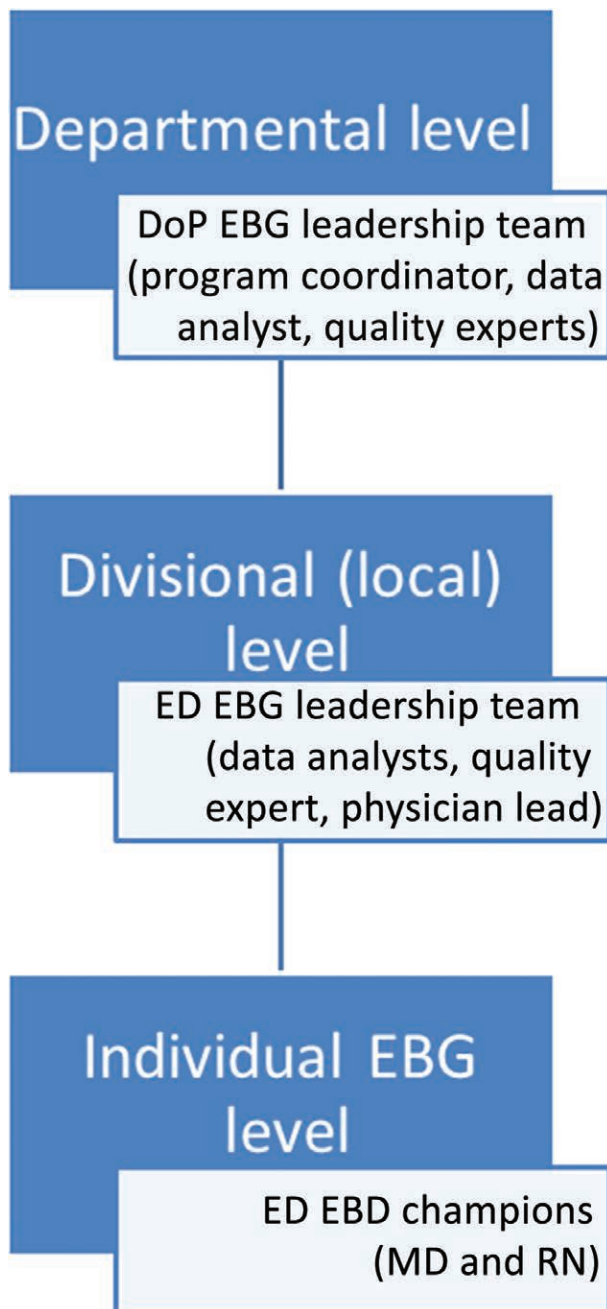 Departmental level
DoP EBG leadership team
(program coordinator, data
analyst, quality experts)
Divisional (local)
level
ED EBG leadership team
(data analysts, quality
expert, physician lead)
Individual EBG
level
ED EBD champions
(MD and RN)